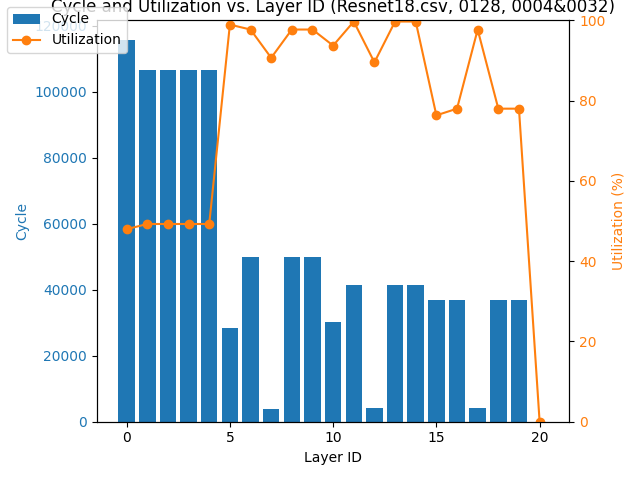 Cycle and Utilization vs. Layer ID (Resnet18.csv, 0128, 0004&0032)
Cycle
Utilization
120000
100000
80000
60000
40000
20000
0
100
80
60
40
20
0
Cycle
Utilization (%)
0 5 10 15 20
Layer ID